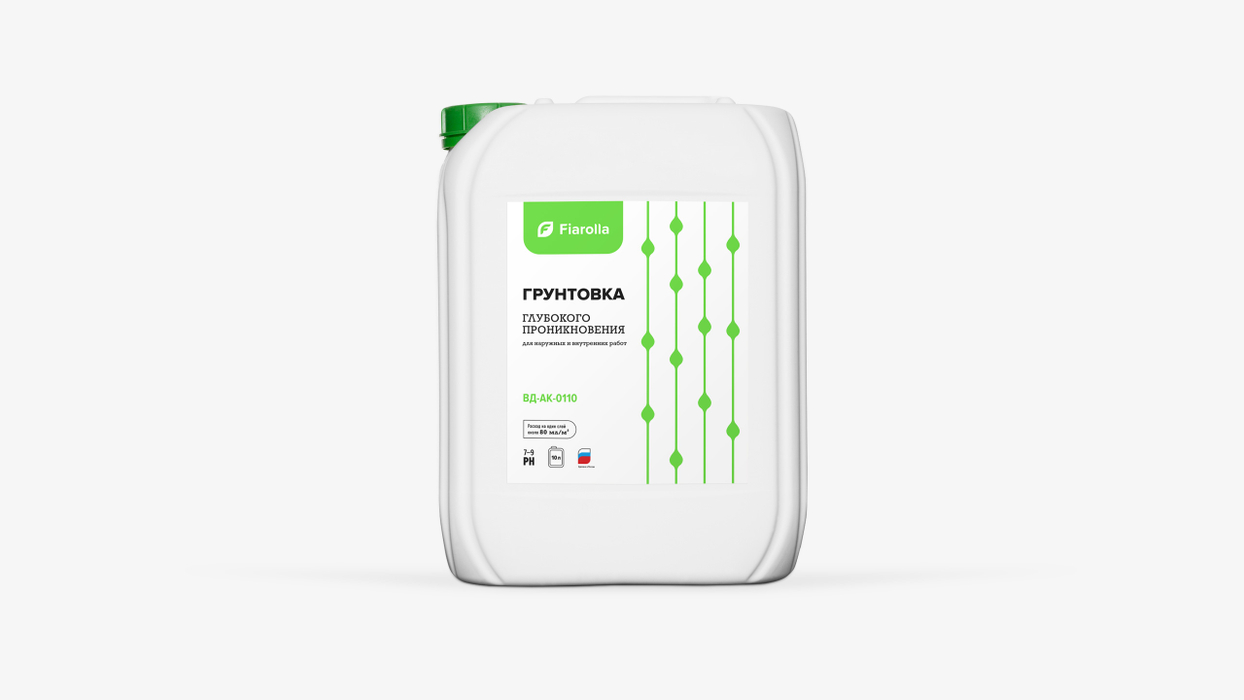 Fiarolla
ГРУНТОВКА
ГЛУБОКОГО
ПРОНИКНОВЕНИЯ
для наружных и внутренних работ
ВД-АК-0110
Расход на один слой
около 80 мл/м²
7-9
PH
10 л